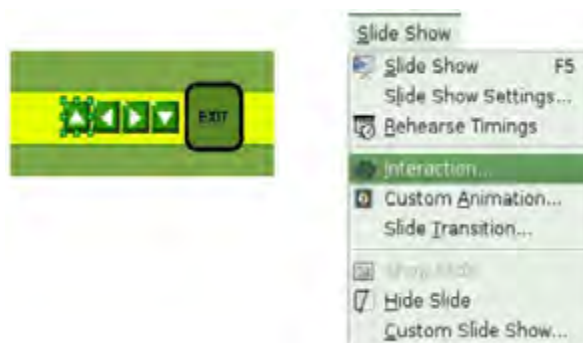 EXIT
Slide Show
Slide Show F5
Slide Show Settings...
Rehearse Timings
Interaction...
Custom Animation...
Slide Transition...
Hide Slide
Custom Slide Show...